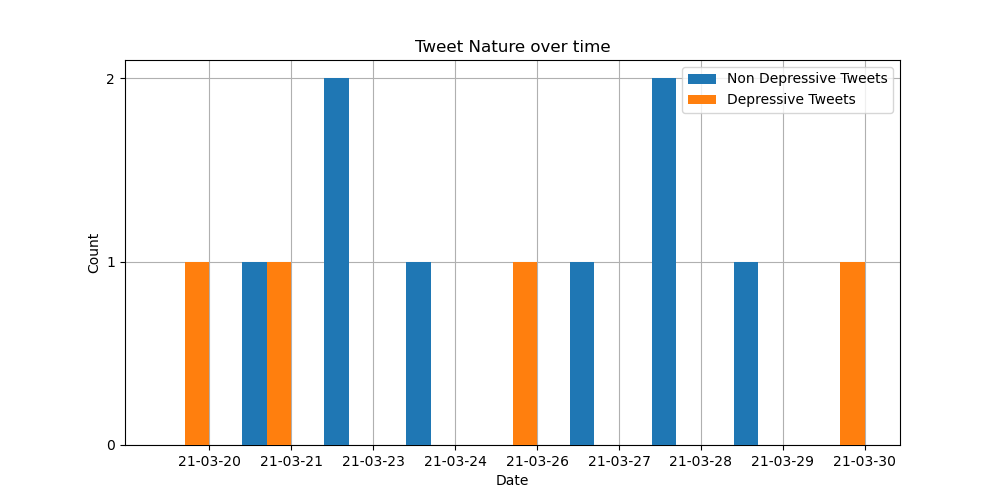 Tweet Nature over time
Non Depressive Tweets
Depressive Tweets
2
1
0
Count
21-03-20 21-03-21 21-03-23 21-03-24 21-03-26 21-03-27 21-03-28 21-03-29 21-03-30
Date